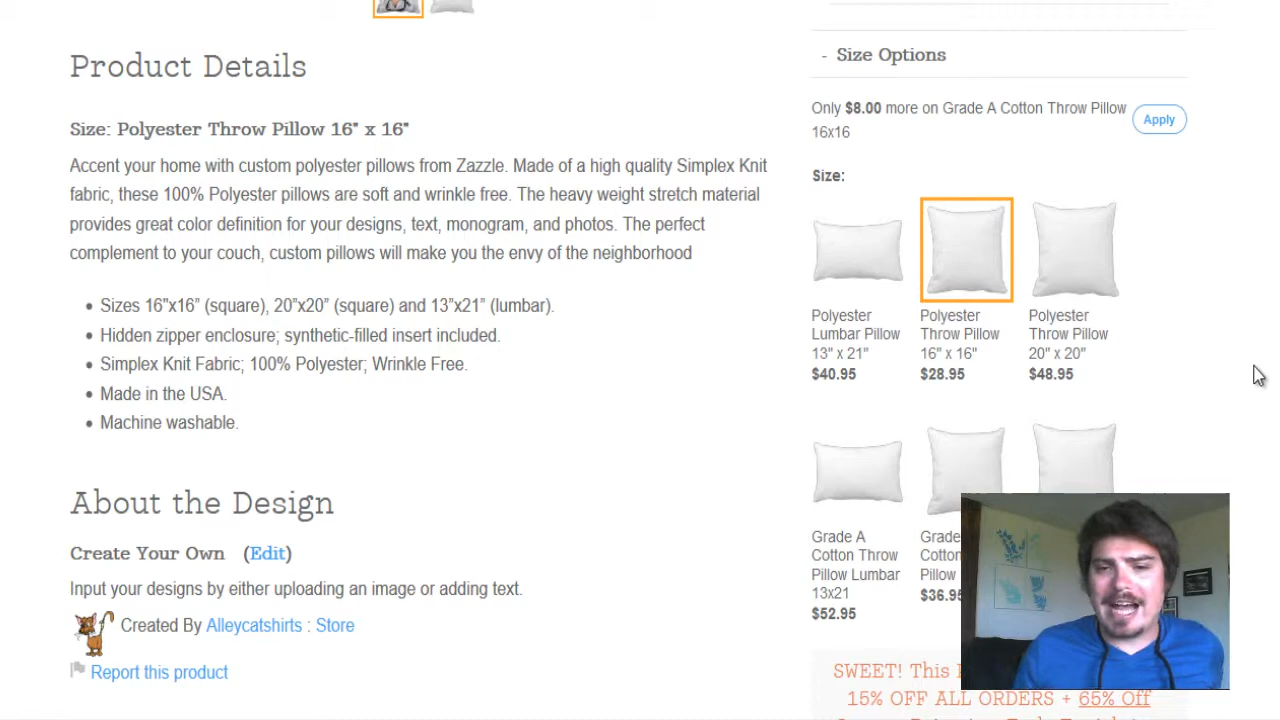 Product Details
Size: Polyester Throw Pillow 16" x 16"
Accent your home with custom polyester pillows from Zazzle. Made of a high quality Simplex Knit
fabric, these 100% Polyester pillows are soft and wrinkle free. The heavy weight stretch material
provides great color definition for your designs, text, monogram, and photos. The perfect
complement to your couch, custom pillows will make you the envy of the neighborhood
Sizes 16"x16" (square), 20"x20" (square) and 13"x21" (lumbar).
Hidden zipper enclosure; synthetic-filled insert included.
Simplex Knit Fabric; 100% Polyester; Wrinkle Free.
Made in the USA.
Machine washable.
About the Design
Create Your Own (Edit)
Input your designs by either uploading an image or adding text.
Created By Alleycatshirts : Store
Report this product
- Size Options
Only $8.00 more on Grade A Cotton Throw Pillow
16x16
Apply
Size:
Polyester
Lumbar Pillow
13" x 21"
$40.95
Polyester
Throw Pillow
16" x 16"
$28.95
Polyester
Throw Pillow
20" x 20"
$48.95
Grade A
Cotton Throw
Pillow Lumbar
13x21
$52.95
Grade
Cotton
Pillow
$36.95
SWEET! This
15% OFF ALL ORDERS + 65% Off